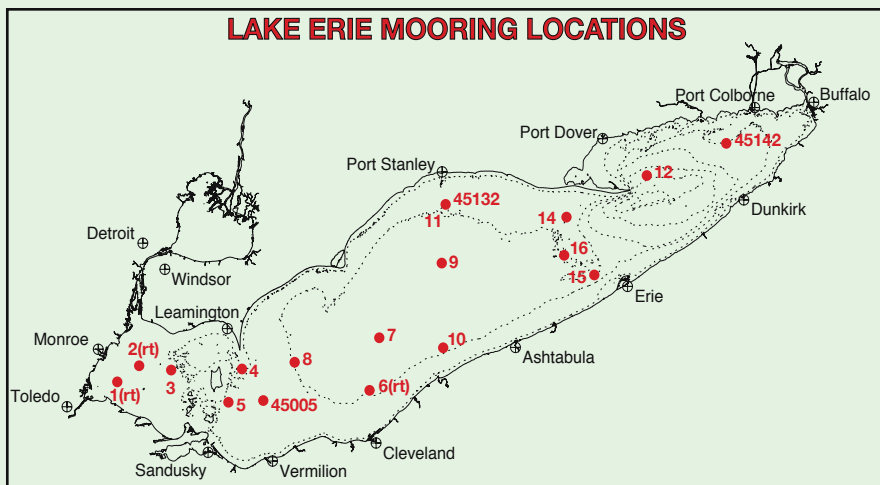 LAKE ERIE MOORING LOCATIONS
Port Colborne
Buffalo
Port Dover
45142
Port Stanley
12
45132
Dunkirk
11
14
Detroit
16
9
Windsor
15
Erie
Leamington
Monroe
2(rt)
7
10
8
Ashtabula
3
4
1(rt)
6(rt)
Toledo
5
45005
Cleveland
Sandusky
Vermilion